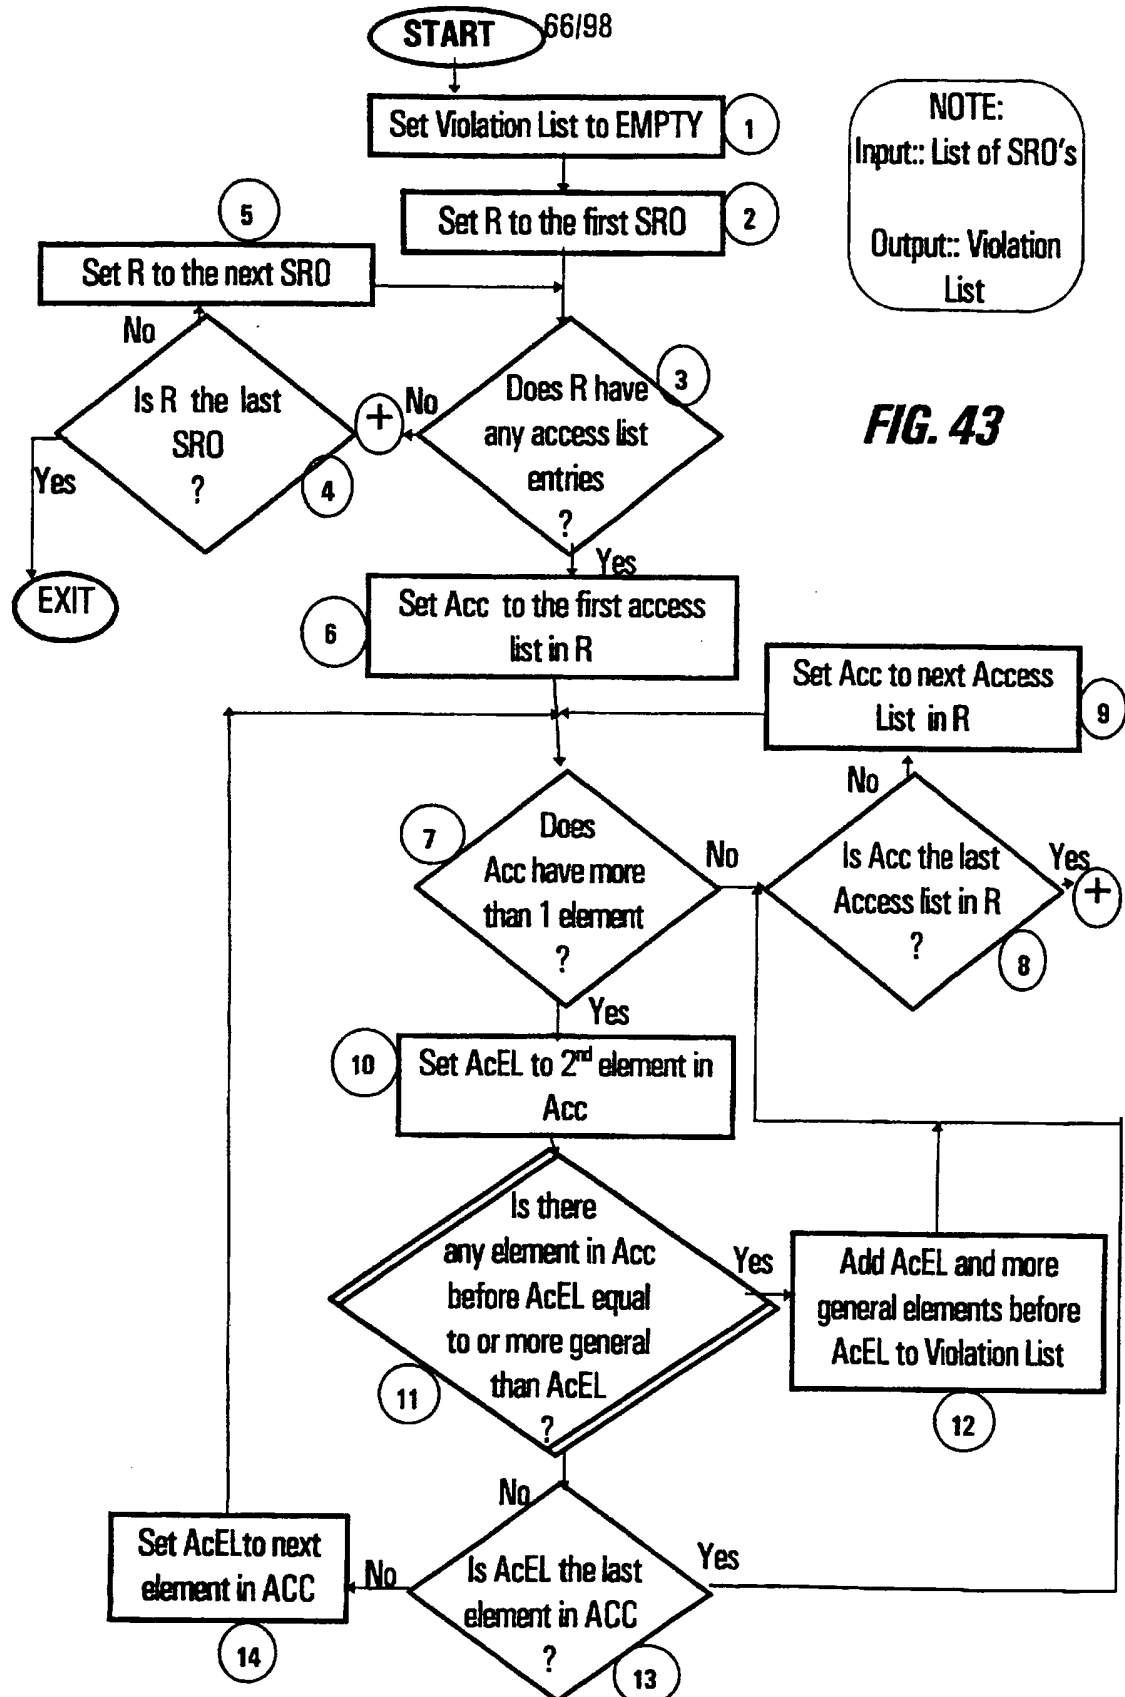 START
66/98
Set Violation List to EMPTY
1
NOTE:
Input:: List of SRO's
Output:: Violation
List
Set R to the first SRO
2
5
Set R to the next SRO
No
Is R the last
SRO
?
4
Yes
EXIT
+
No
Does R have
any access list
entries
?
3
FIG. 43
Yes
Set Acc to the first access
list in R
6
Set Acc to next Access
List in R
9
No
Is Acc the last
Access list in R
?
8
Yes
+
7
Does
Acc have more
than 1 element
?
No
Yes
10
Set AcEL to 2nd element in
Acc
Is there
any element in Acc
before AcEL equal
to or more general
than AcEL
?
11
Yes
Add AcEL and more
general elements before
AcEL to Violation List
12
No
Is AcEL the last
element in ACC
?
13
Yes
No
Set AcEL to next
element in ACC
14